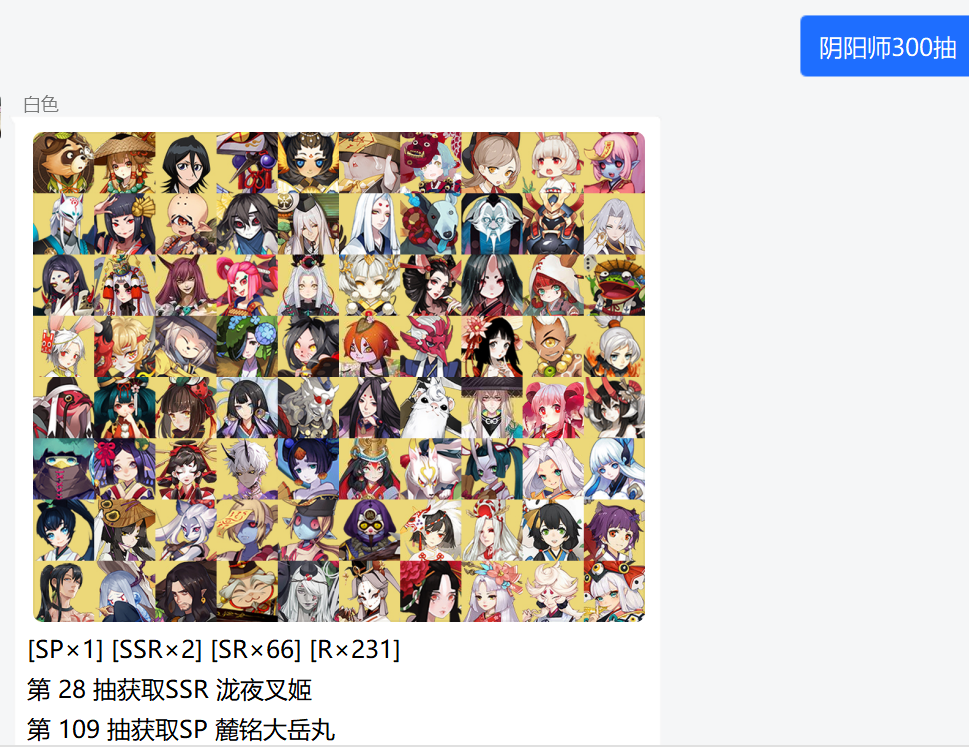 阴阳师300抽
白色
[SP×1] [SSR×2] [SR×66] [R×231]
第 28 抽获取SSR 泷夜叉姬
第 109 抽获取SP 麓铭大岳丸